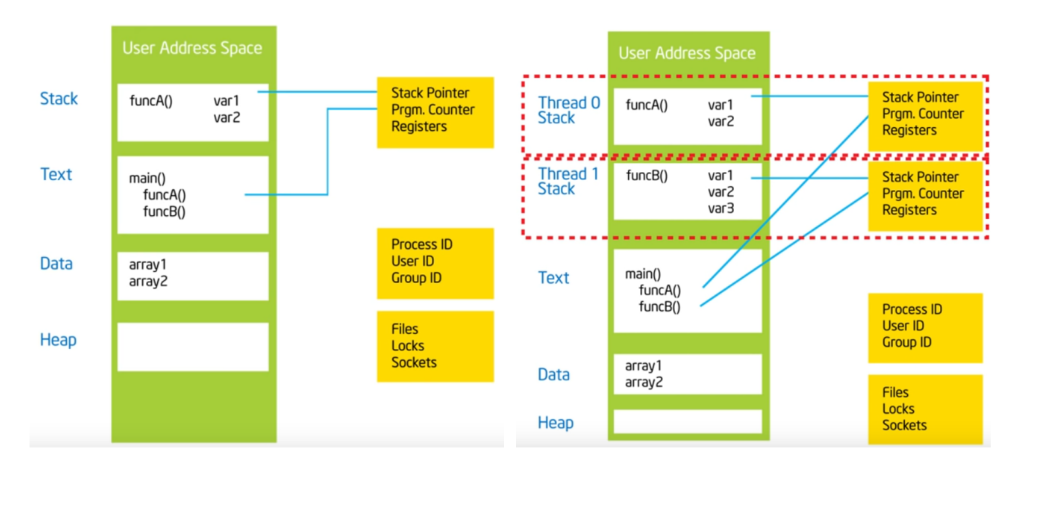 User Address Space
Stack
funcA() var1
var2
Stack Pointer
Prgm. Counter
Registers
Text
main()
funcA()
funcB()
Data
array1
array2
Process ID
User ID
Group ID
Heap
Files
Locks
Sockets
User Address Space
Thread 0
Stack
funcA() var1
var2
Stack Pointer
Prgm. Counter
Registers
Thread 1
Stack
funcB() var1
var2
var3
Stack Pointer
Prgm. Counter
Registers
Text
main()
funcA()
funcB()
Process ID
User ID
Group ID
Data
array1
array2
Heap
Files
Locks
Sockets